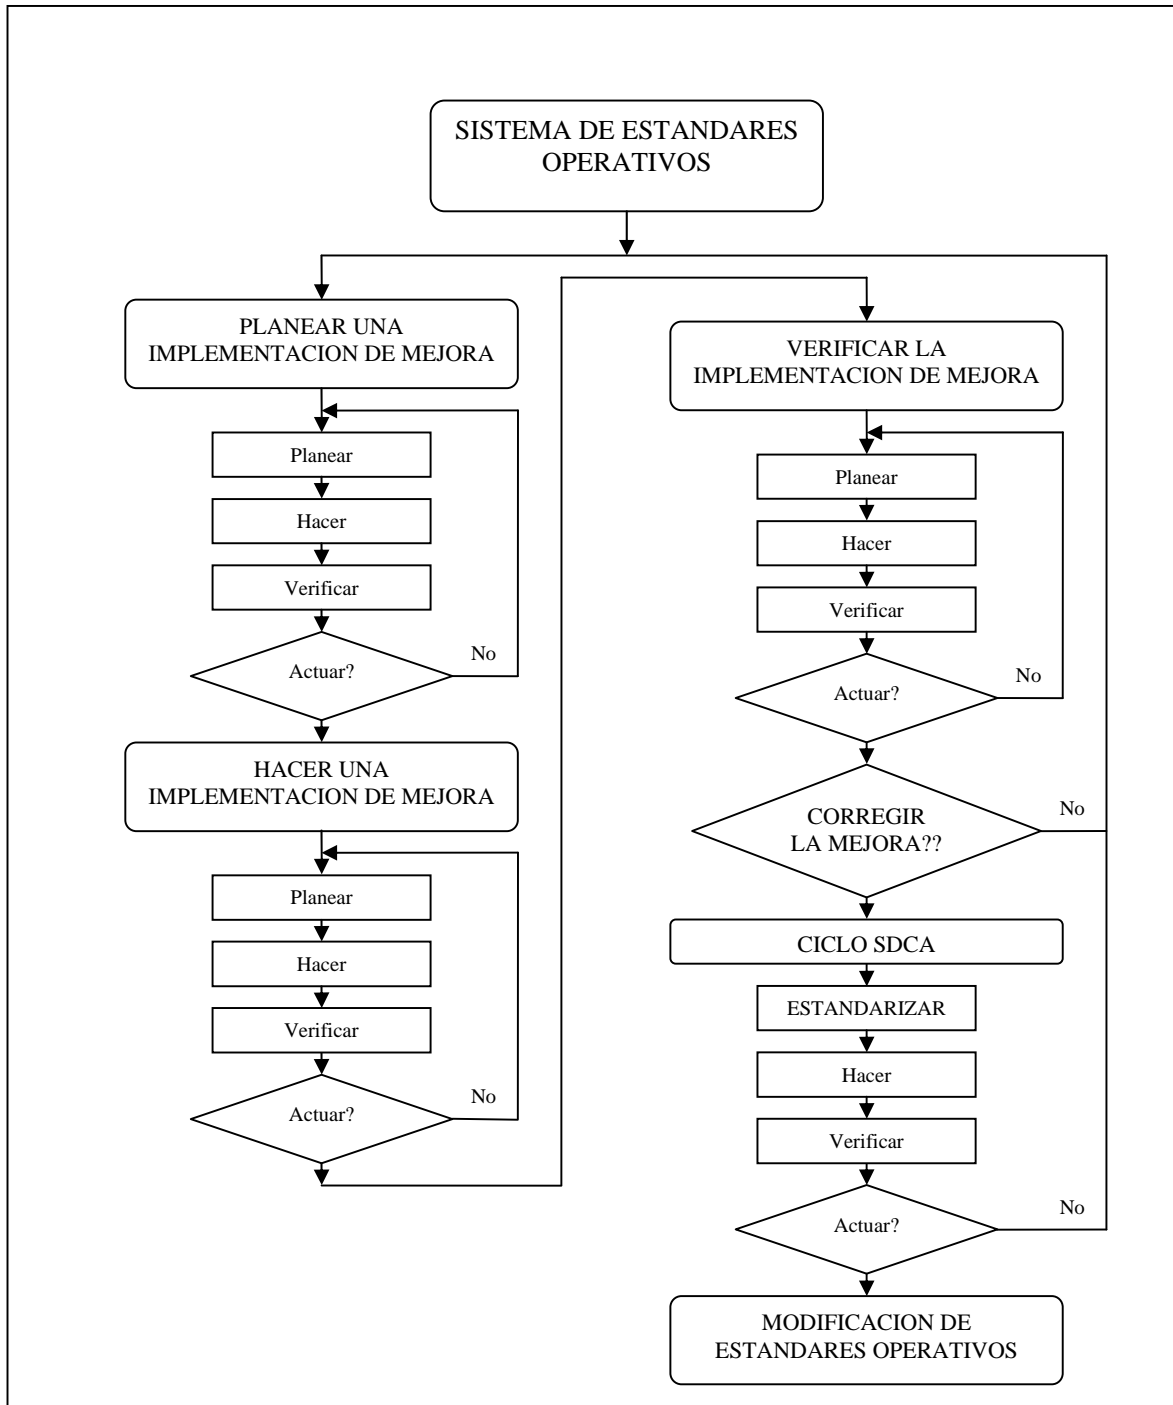 SISTEMA DE ESTANDARES
OPERATIVOS
PLANEAR UNA
IMPLEMENTACION DE MEJORA
Planear
Hacer
Verificar
Actuar?
No
HACER UNA
IMPLEMENTACION DE MEJORA
Planear
Hacer
Verificar
Actuar?
No
VERIFICAR LA
IMPLEMENTACION DE MEJORA
Planear
Hacer
Verificar
Actuar?
No
CORREGIR
LA MEJORA??
No
CICLO SDCA
ESTANDARIZAR
Hacer
Verificar
Actuar?
No
MODIFICACION DE
ESTANDARES OPERATIVOS